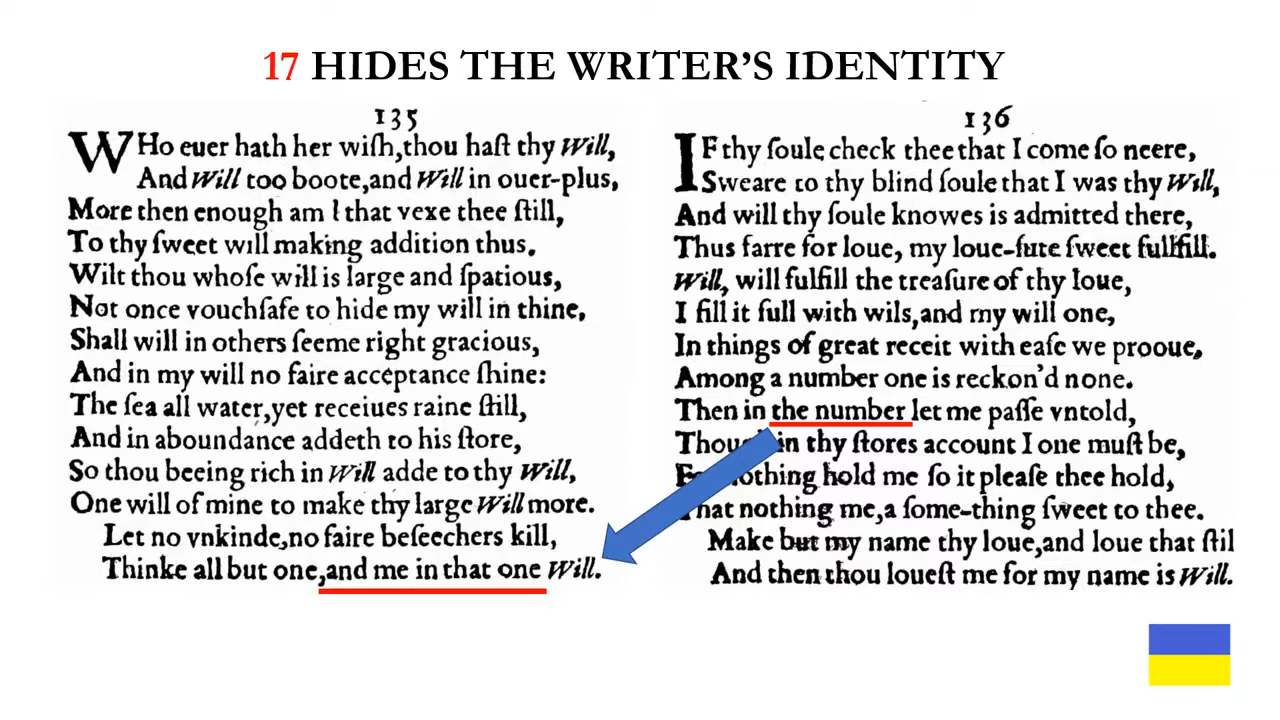 17 HIDES THE WRITER’S IDENTITY
135
WHo euer hath her wiſh,thou haſt thy Will,
And Will too boote,and Will in ouer-plus,
More then enough am I that vexe thee ſtill,
To thy ſweet will making addition thus.
Wilt thou whoſe will is large and ſpatious,
Not once vouchſafe to hide my will in thine,
Shall will in others ſeeme right gracious,
And in my will no faire acceptance ſhine:
The ſea all water,yet receiues raine ſtill,
And in aboundance addeth to his ſtore,
So thou beeing rich in Will adde to thy Will,
One will of mine to make thy large Will more.
Let no vnkinde,no faire beſeechers kill,
Thinke all but one,and me in that one Will.
136
IF thy ſoule check thee that I come ſo neere,
Sweare to thy blind ſoule that I was thy Will,
And will thy ſoule knowes is admitted there,
Thus farre for loue, my loue-ſute ſweet fullfill.
Will, will fulfill the treaſure of thy loue,
I fill it full with wils,and my will one,
In things of great receit with eaſe we prooue,
Among a number one is reckon'd none.
Then in the number let me paſſe vntold,
in thy ſtores account I one muſt be,
nothing hold me ſo it pleaſe thee hold,
That nothing me,a ſome-thing ſweet to thee.
Make but my name thy loue,and loue that ſtil
And then thou loueſt me for my name is Will.